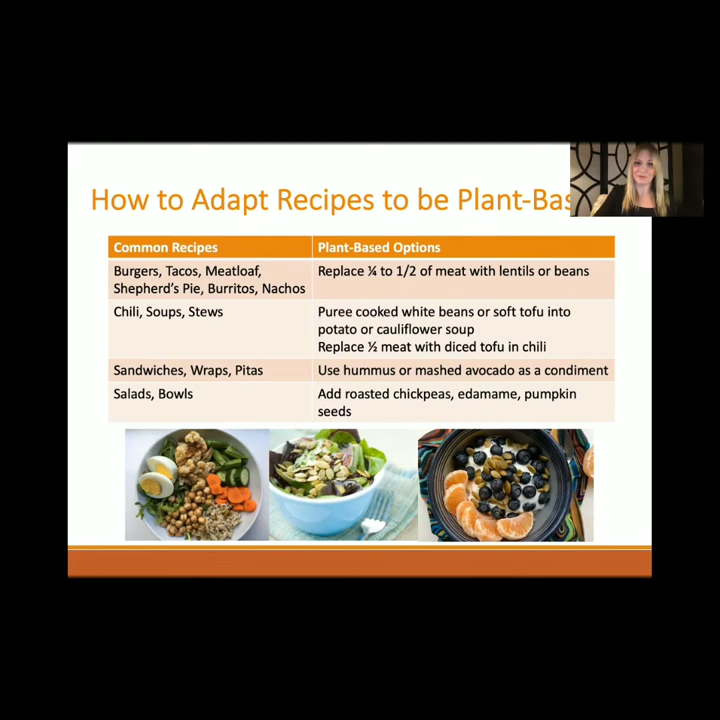 How to Adapt Recipes to be Plant-Bas
Common Recipes
Plant-Based Options
Burgers, Tacos, Meatloaf,
Shepherd's Pie, Burritos, Nachos
Replace ¼ to 1/2 of meat with lentils or beans
Chili, Soups, Stews
Puree cooked white beans or soft tofu into
potato or cauliflower soup
Replace ½ meat with diced tofu in chili
Sandwiches, Wraps, Pitas
Use hummus or mashed avocado as a condiment
Salads, Bowls
Add roasted chickpeas, edamame, pumpkin
seeds